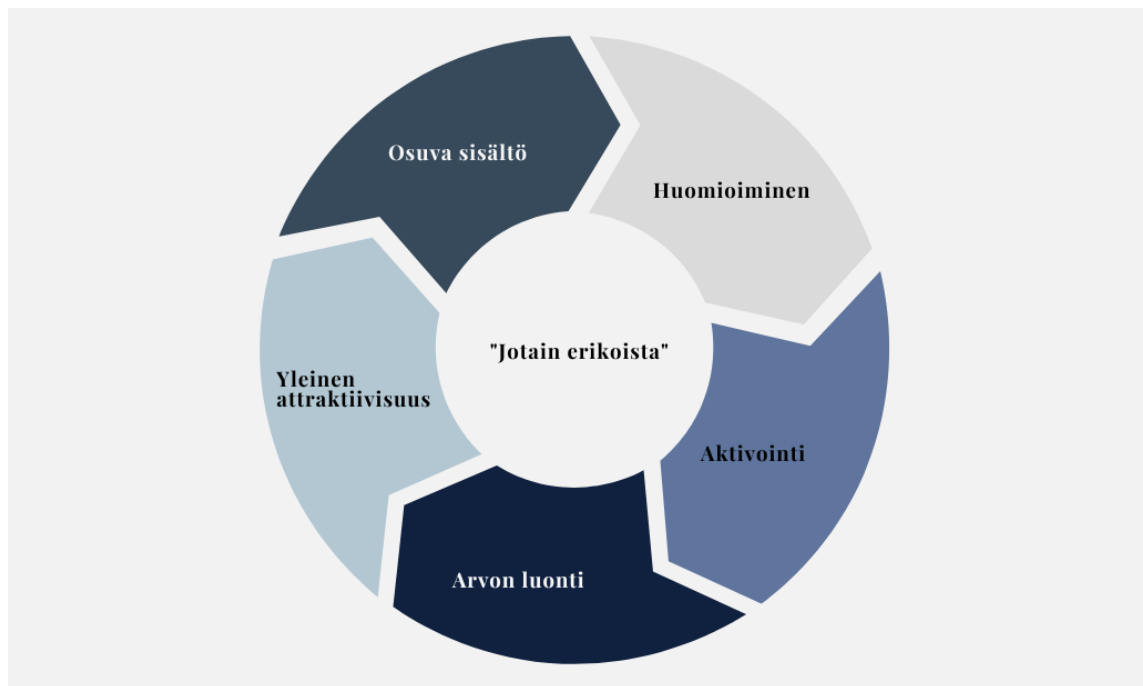 Osuva sisältö
Huomioiminen
"Jotain erikoista"
Yleinen
attraktiivisuus
Aktivointi
Arvon luonti